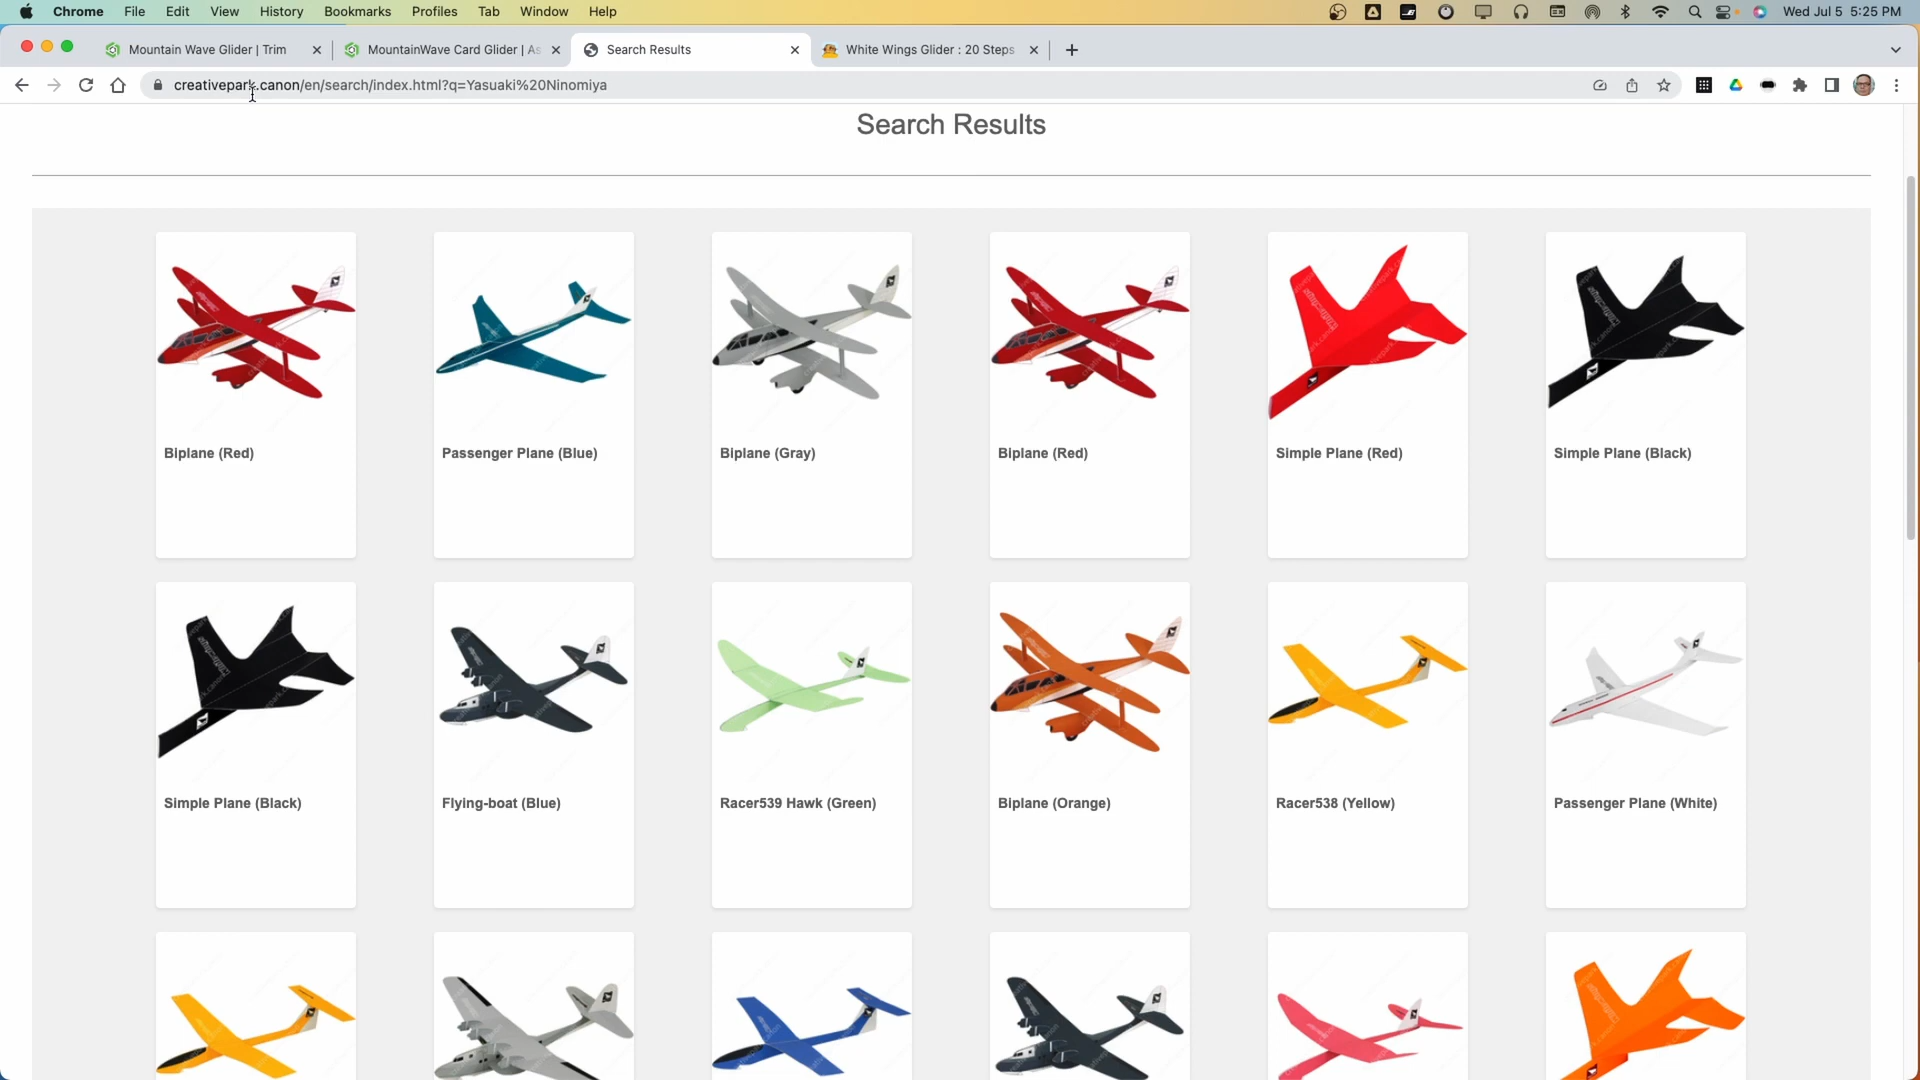 Chrome File Edit View History Bookmarks Profiles Tab Window Help Wed Jul 5 5:25 PM
Mountain Wave Glider | Trim MountainWave Card Glider | As Search Results White Wings Glider : 20 Steps
creativepark.canon/en/search/index.html?q=Yasuaki%20Ninomiya
Search Results
Biplane (Red) Passenger Plane (Blue) Biplane (Gray) Biplane (Red) Simple Plane (Red) Simple Plane (Black)
Simple Plane (Black) Flying-boat (Blue) Racer539 Hawk (Green) Biplane (Orange) Racer538 (Yellow) Passenger Plane (White)